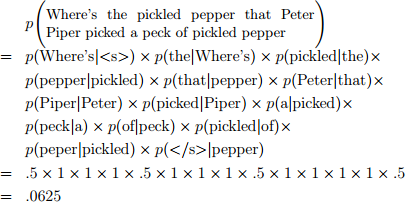 p(Where's the pickled pepper that Peter
Piper picked a peck of pickled pepper)
= p(Where's|<s>) × p(the|Where's) × p(pickled|the)×
p(pepper|pickled) × p(that|pepper) × p(Peter|that)×
p(Piper|Peter) × p(picked|Piper) × p(a|picked)×
p(peck|a) × p(of|peck) × p(pickled|of)×
p(peper|pickled) × p(</s>|pepper)
= .5 × 1 × 1 × 1 × .5 × 1 × 1 × 1 × .5 × 1 × 1 × 1 × 1 × .5
= .0625